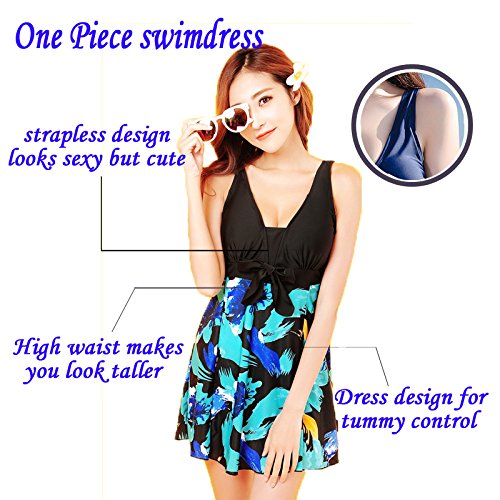 One Piece swimdress
strapless design
looks sexy but cute
High waist makes
you look taller
Dress design for
tummy control